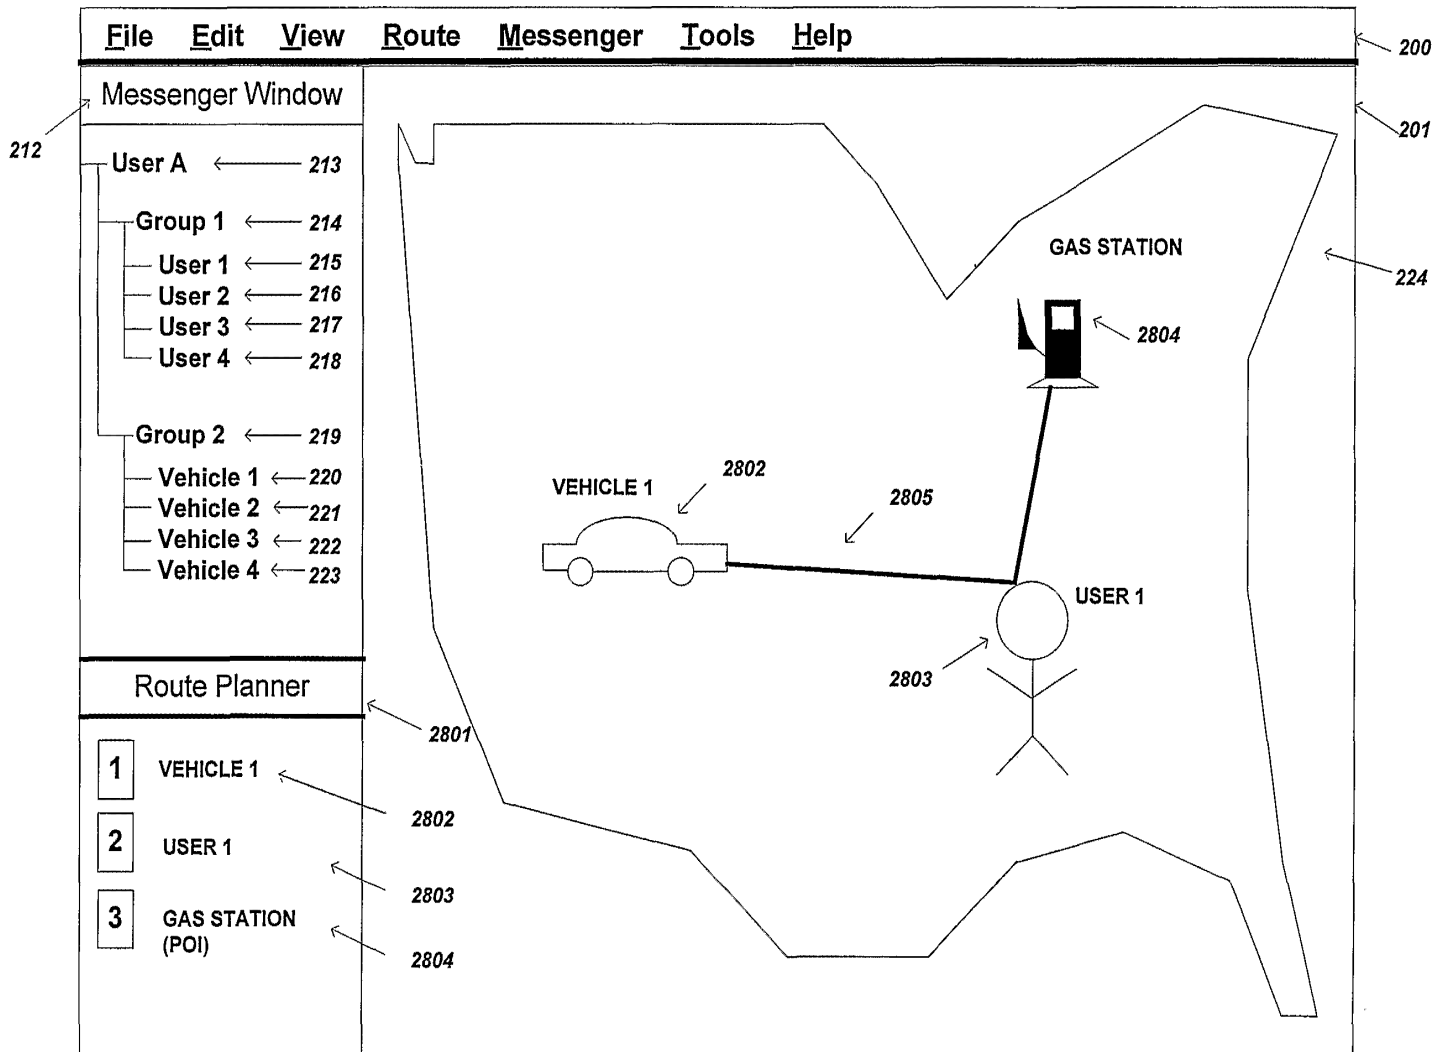 File Edit View Route Messenger Tools Help
200
Messenger Window
201
212
User A 213
Group 1 214
User 1 215
User 2 216
User 3 217
User 4 218
Group 2 219
Vehicle 1 220
Vehicle 2 221
Vehicle 3 222
Vehicle 4 223
GAS STATION
224
2804
VEHICLE 1
2802
2805
USER 1
2803
Route Planner
2801
1 VEHICLE 1
2802
2 USER 1
2803
3 GAS STATION
(POI)
2804